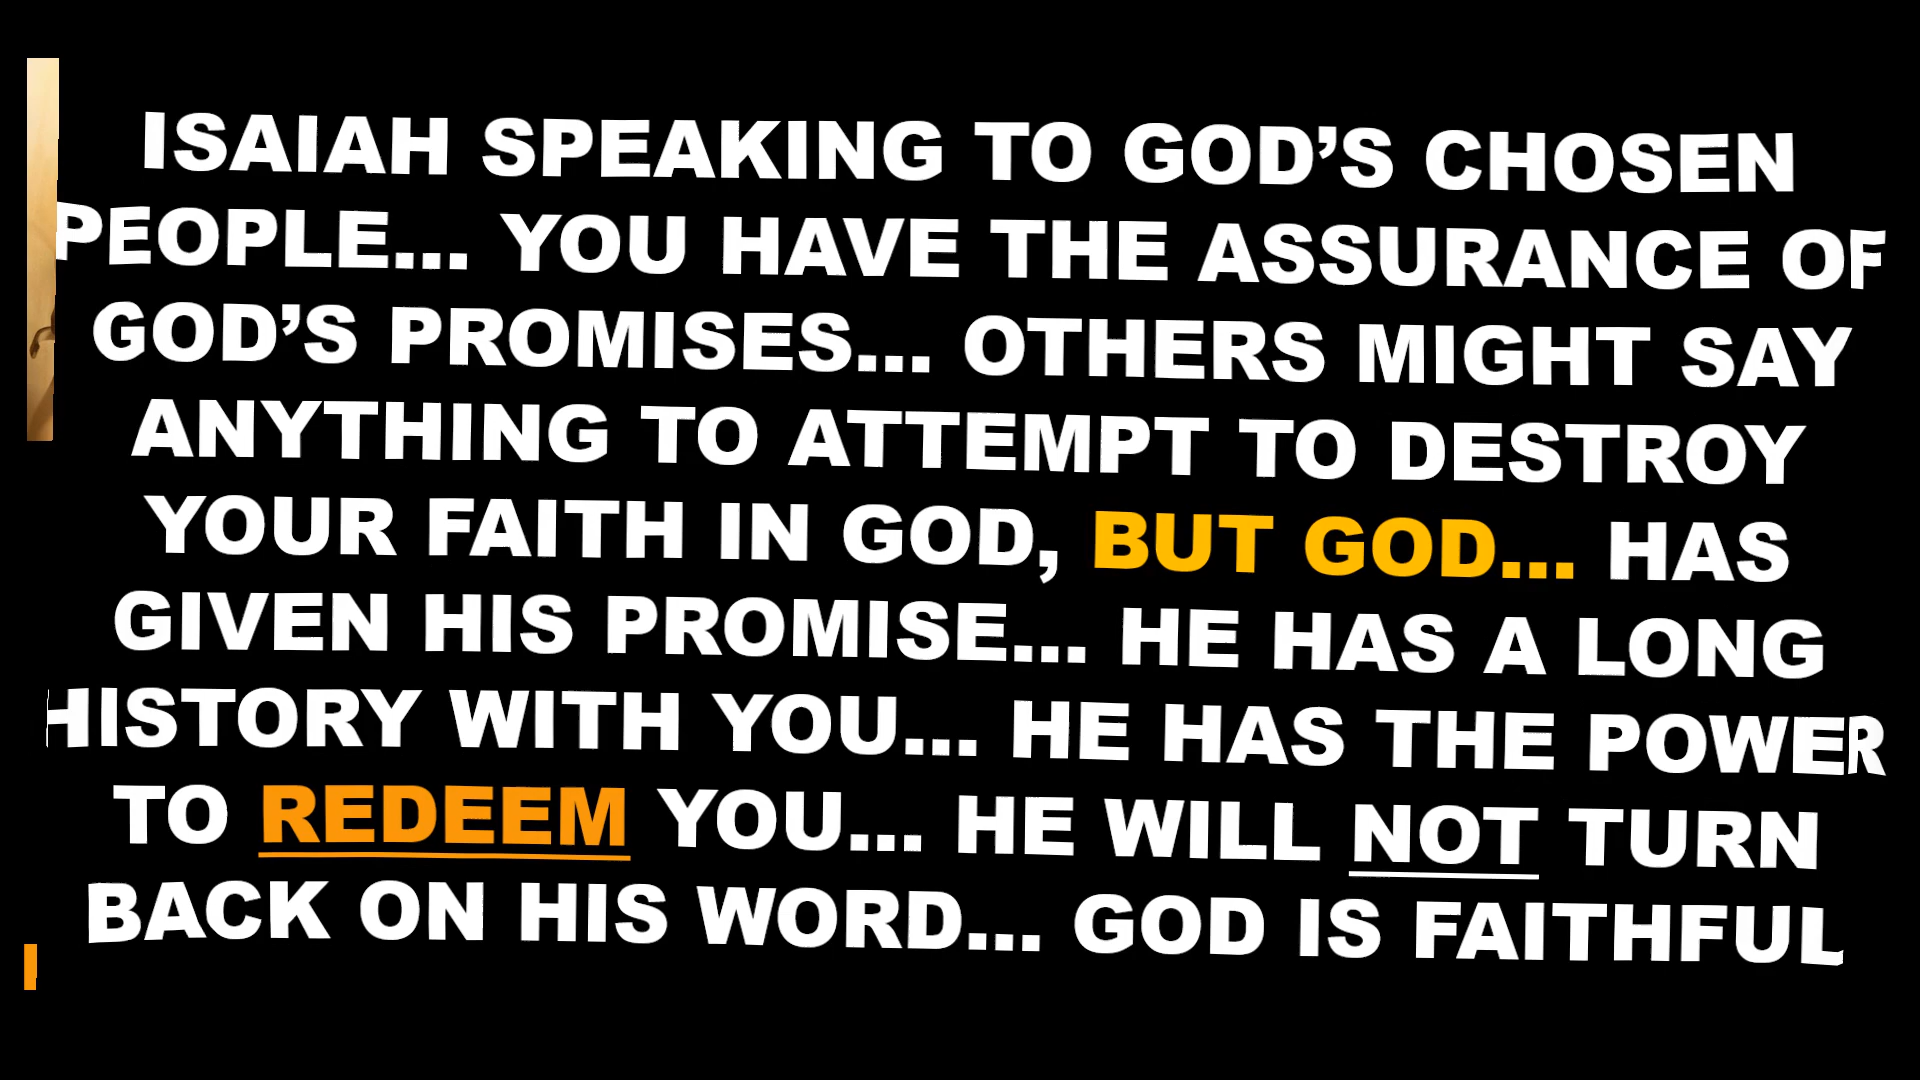 ISAIAH SPEAKING TO GOD’S CHOSEN
PEOPLE... YOU HAVE THE ASSURANCE OF
GOD’S PROMISES... OTHERS MIGHT SAY
ANYTHING TO ATTEMPT TO DESTROY
YOUR FAITH IN GOD, BUT GOD... HAS
GIVEN HIS PROMISE... HE HAS A LONG
HISTORY WITH YOU... HE HAS THE POWER
TO REDEEM YOU... HE WILL NOT TURN
BACK ON HIS WORD... GOD IS FAITHFUL